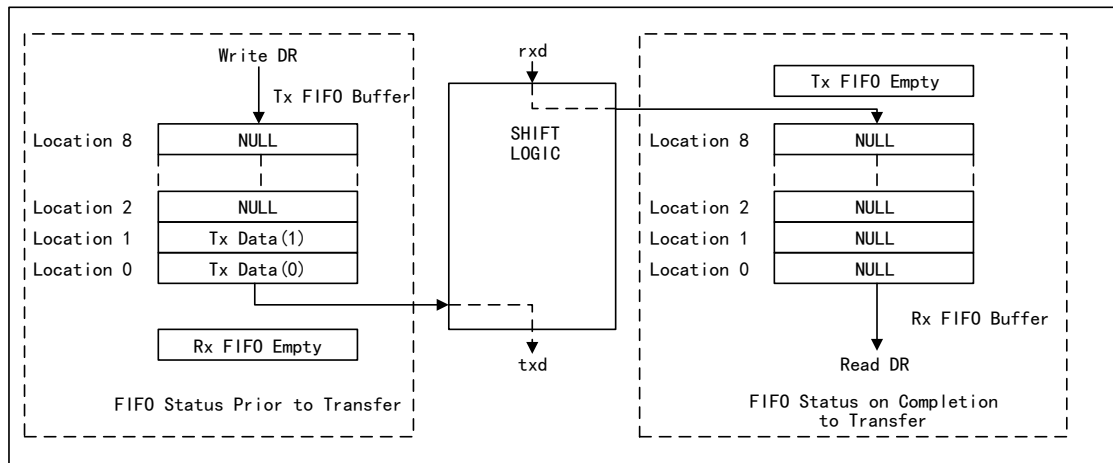 Write DR
Tx FIFO Buffer
Location 8 NULL
Location 2 NULL
Location 1 Tx Data(1)
Location 0 Tx Data(0)
Rx FIFO Empty
FIFO Status Prior to Transfer
rxd
SHIFT
LOGIC
txd
Tx FIFO Empty
Location 8 NULL
Location 2 NULL
Location 1 NULL
Location 0 NULL
Rx FIFO Buffer
Read DR
FIFO Status on Completion
to Transfer